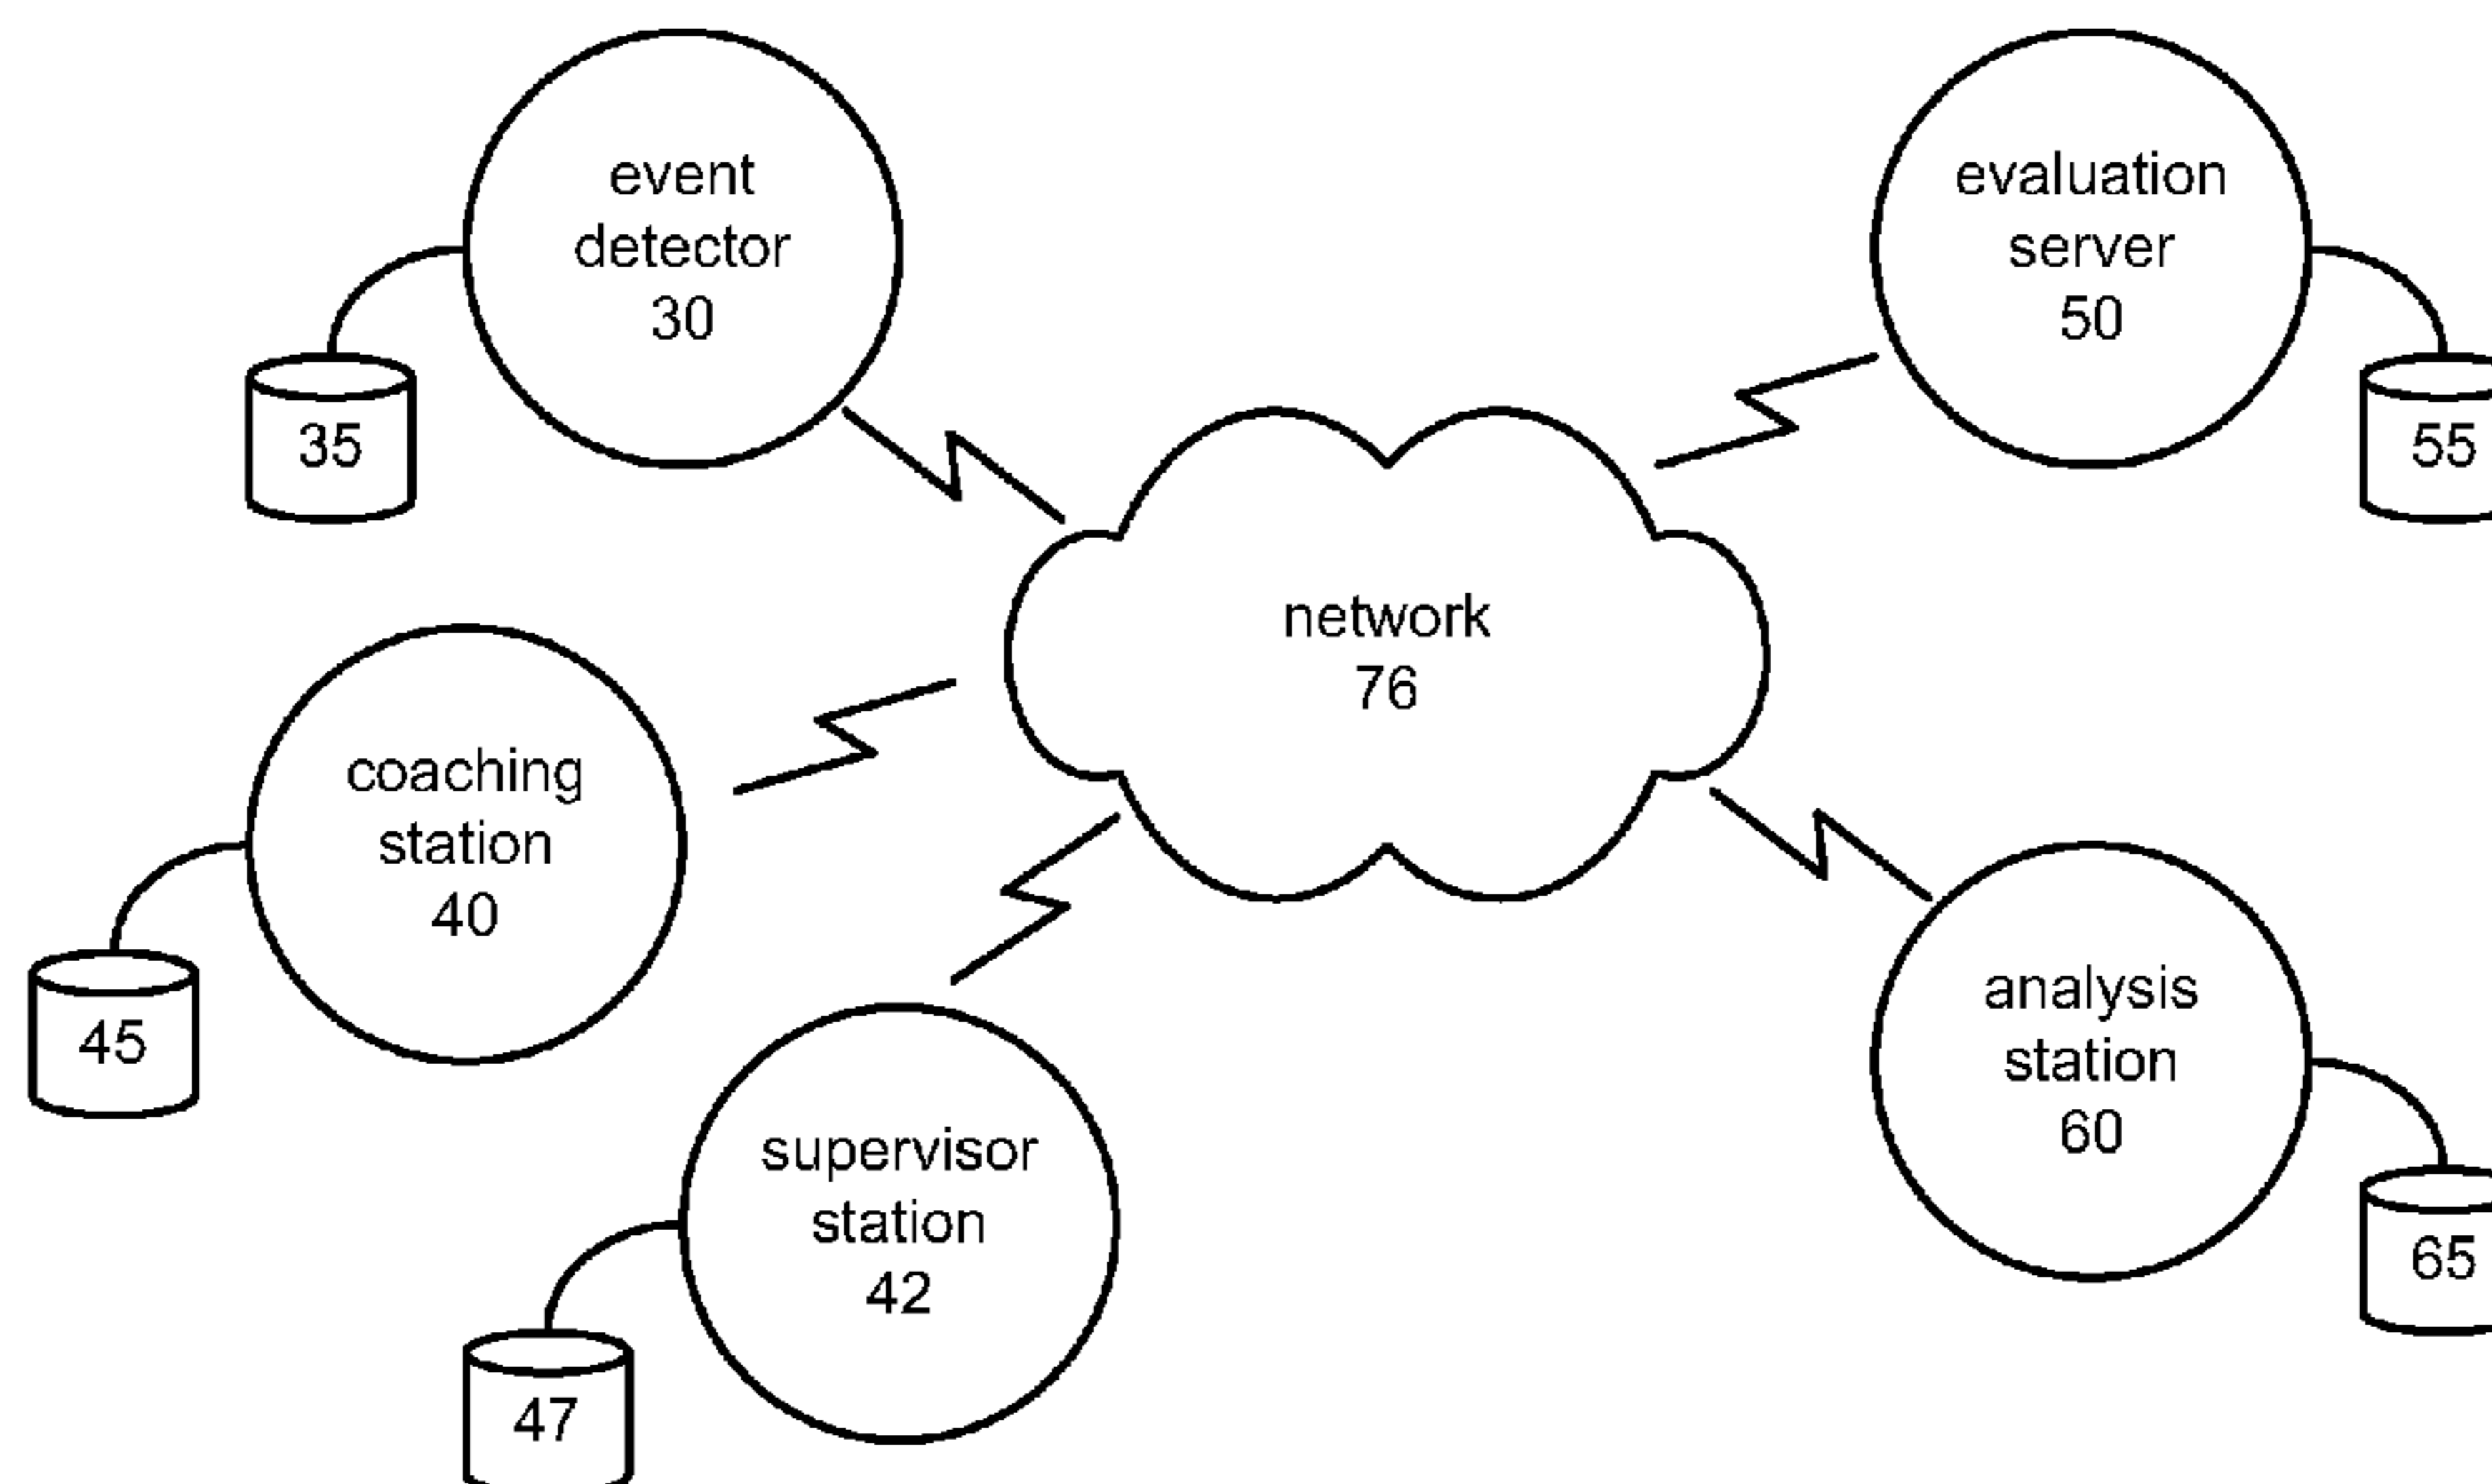 event
detector
30
35
evaluation
server
50
55
network
76
coaching
station
40
45
supervisor
station
42
47
analysis
station
60
65